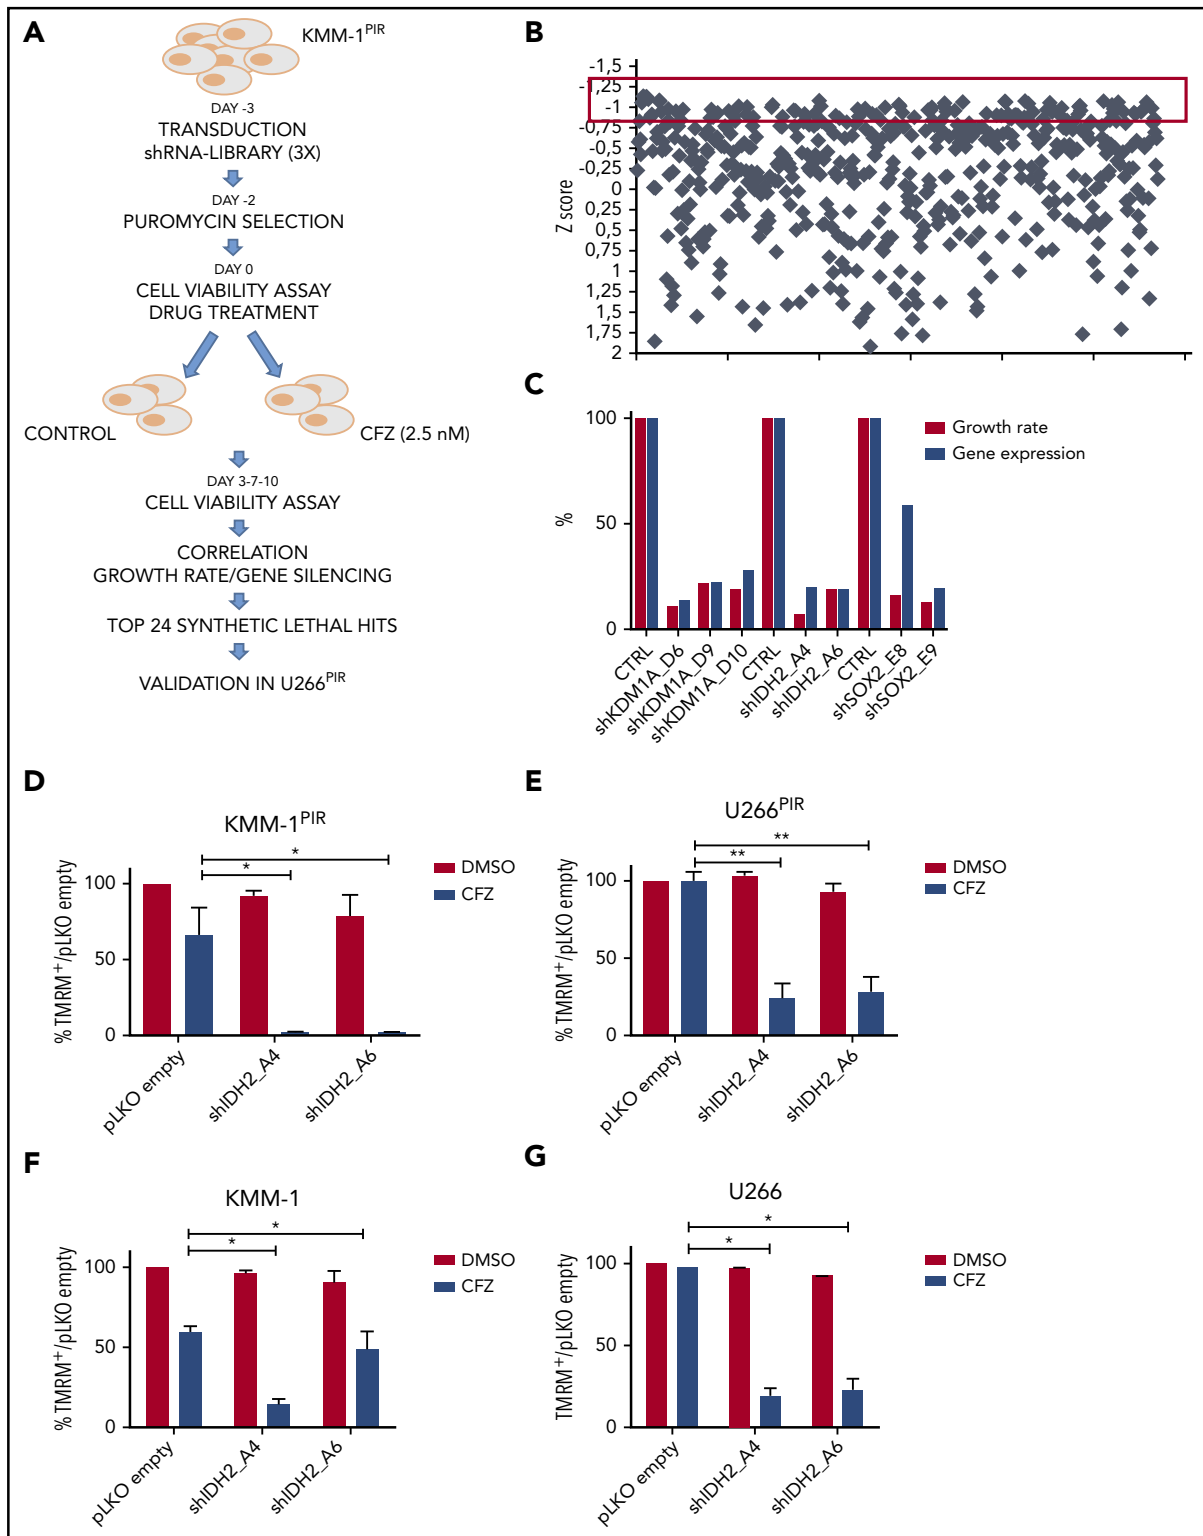 A
KMM-1PIR
DAY -3
TRANSDUCTION
shRNA-LIBRARY (3X)
DAY -2
PUROMYCIN SELECTION
DAY 0
CELL VIABILITY ASSAY
DRUG TREATMENT
CONTROL
CFZ (2.5 nM)
DAY 3-7-10
CELL VIABILITY ASSAY
CORRELATION
GROWTH RATE/GENE SILENCING
TOP 24 SYNTHETIC LETHAL HITS
VALIDATION IN U266PIR
B
Z score
-1,5
-1,25
-1
-0,75
-0,5
-0,25
0
0,25
0,5
0,75
1
1,25
1,5
1,75
2
C
%
100
50
0
Growth rate
Gene expression
CTRL
shKDM1A_D6
shKDM1A_D9
shKDM1A_D10
CTRL
shIDH2_A4
shIDH2_A6
CTRL
shSOX2_E8
shSOX2_E9
D
KMM-1PIR
% TMRM+/pLKO empty
100
50
0
*
*
DMSO
CFZ
pLKO empty
shIDH2_A4
shIDH2_A6
E
U266PIR
% TMRM+/pLKO empty
100
50
0
**
**
DMSO
CFZ
pLKO empty
shIDH2_A4
shIDH2_A6
F
KMM-1
% TMRM+/pLKO empty
100
50
0
*
*
DMSO
CFZ
pLKO empty
shIDH2_A4
shIDH2_A6
G
U266
TMRM+/pLKO empty
100
50
0
*
*
DMSO
CFZ
pLKO empty
shIDH2_A4
shIDH2_A6